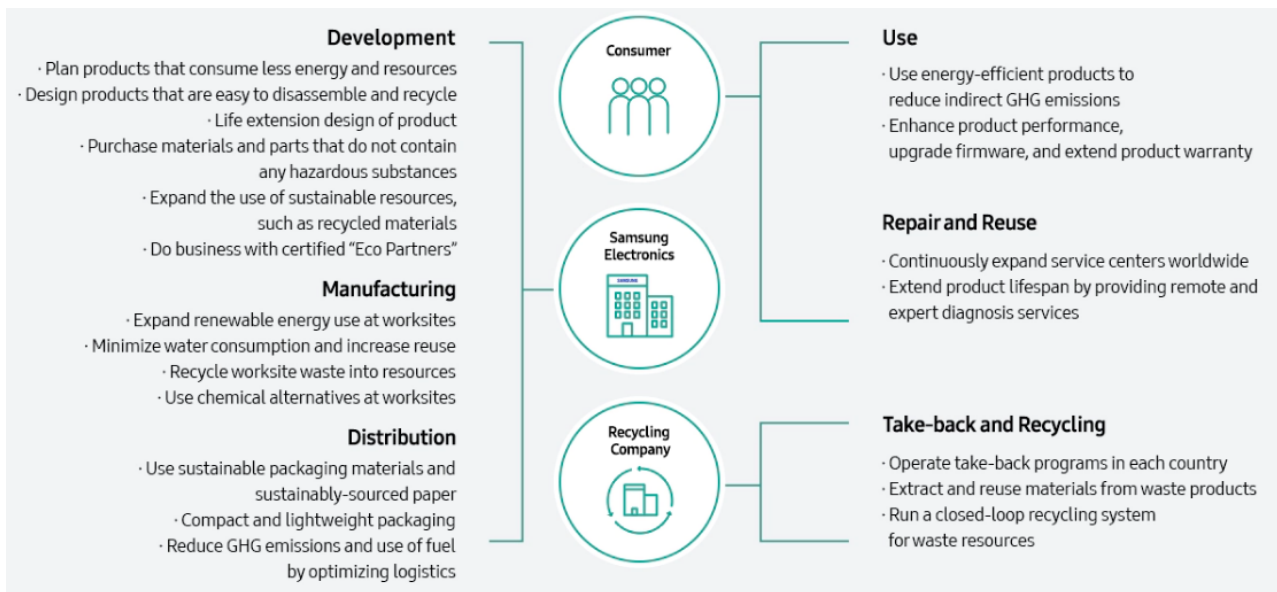 Development
· Plan products that consume less energy and resources
· Design products that are easy to disassemble and recycle
· Life extension design of product
· Purchase materials and parts that do not contain
any hazardous substances
· Expand the use of sustainable resources,
such as recycled materials
· Do business with certified “Eco Partners”
Manufacturing
· Expand renewable energy use at worksites
· Minimize water consumption and increase reuse
· Recycle worksite waste into resources
· Use chemical alternatives at worksites
Distribution
· Use sustainable packaging materials and
sustainably-sourced paper
· Compact and lightweight packaging
· Reduce GHG emissions and use of fuel
by optimizing logistics
Consumer
Samsung
Electronics
SAMSUNG
Recycling
Company
Use
· Use energy-efficient products to
reduce indirect GHG emissions
· Enhance product performance,
upgrade firmware, and extend product warranty
Repair and Reuse
· Continuously expand service centers worldwide
· Extend product lifespan by providing remote and
expert diagnosis services
Take-back and Recycling
· Operate take-back programs in each country
· Extract and reuse materials from waste products
· Run a closed-loop recycling system
for waste resources